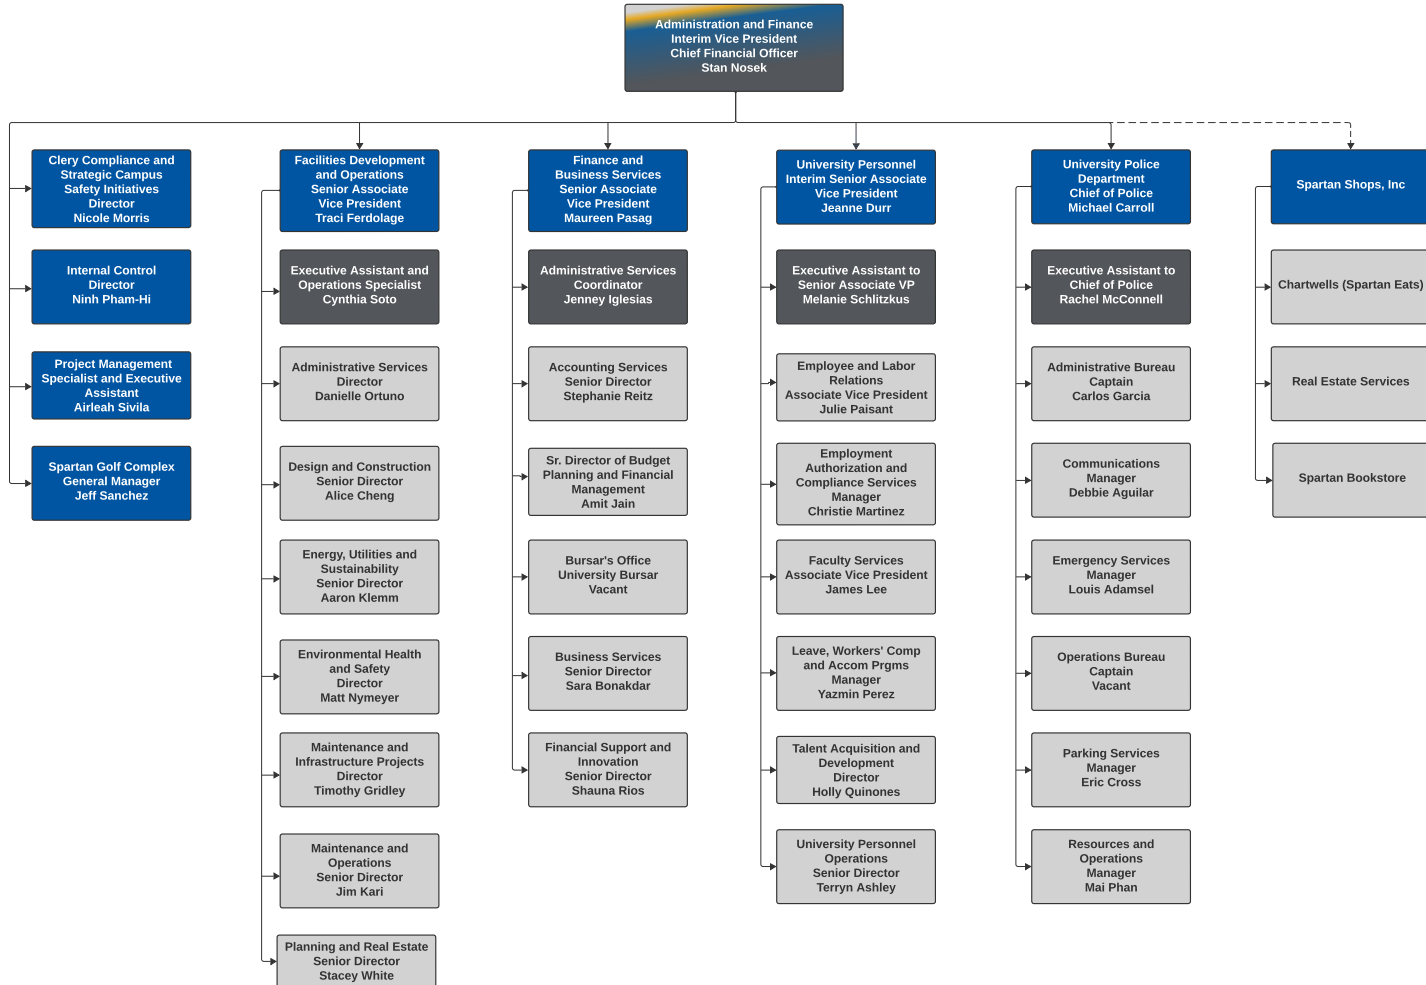 Administration and Finance
Interim Vice President
Chief Financial Officer
Stan Nosek
Clery Compliance and
Strategic Campus
Safety Initiatives
Director
Nicole Morris
Internal Control
Director
Ninh Pham-Hi
Project Management
Specialist and Executive
Assistant
Airleah Sivila
Spartan Golf Complex
General Manager
Jeff Sanchez
Facilities Development
and Operations
Senior Associate
Vice President
Traci Ferdolage
Executive Assistant and
Operations Specialist
Cynthia Soto
Administrative Services
Director
Danielle Ortuno
Design and Construction
Senior Director
Alice Cheng
Energy, Utilities and
Sustainability
Senior Director
Aaron Klemm
Environmental Health
and Safety
Director
Matt Nymeyer
Maintenance and
Infrastructure Projects
Director
Timothy Gridley
Maintenance and
Operations
Senior Director
Jim Kari
Planning and Real Estate
Senior Director
Stacey White
Finance and
Business Services
Senior Associate
Vice President
Maureen Pasag
Administrative Services
Coordinator
Jenney Iglesias
Accounting Services
Senior Director
Stephanie Reitz
Sr. Director of Budget
Planning and Financial
Management
Amit Jain
Bursar's Office
University Bursar
Vacant
Business Services
Senior Director
Sara Bonakdar
Financial Support and
Innovation
Senior Director
Shauna Rios
University Personnel
Interim Senior Associate
Vice President
Jeanne Durr
Executive Assistant to
Senior Associate VP
Melanie Schlitzkus
Employee and Labor
Relations
Associate Vice President
Julie Paisant
Employment
Authorization and
Compliance Services
Manager
Christie Martinez
Faculty Services
Associate Vice President
James Lee
Leave, Workers' Comp
and Accom Prgms
Manager
Yazmin Perez
Talent Acquisition and
Development
Director
Holly Quinones
University Personnel
Operations
Senior Director
Terryn Ashley
University Police
Department
Chief of Police
Michael Carroll
Executive Assistant to
Chief of Police
Rachel McConnell
Administrative Bureau
Captain
Carlos Garcia
Communications
Manager
Debbie Aguilar
Emergency Services
Manager
Louis Adamsel
Operations Bureau
Captain
Vacant
Parking Services
Manager
Eric Cross
Resources and
Operations
Manager
Mai Phan
Spartan Shops, Inc
Chartwells (Spartan Eats)
Real Estate Services
Spartan Bookstore